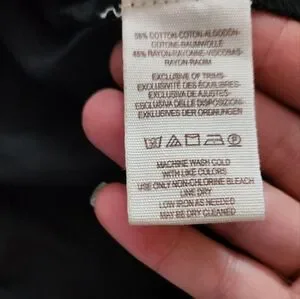 55% COTTON-COTON-ALGODÓN-
COTONE-BAUMWOLLE
45% RAYON-RAYONNE-VISCOSAS-
RAYON-RAGIM
EXCLUSIVE OF TRIMS-
EXCLUSIVITÉ DES ÉQUILIBRES-
EXCLUSIVA DE AJUSTES-
ESCLUSIVA DELLE DISPOSIZIONI-
EXKLUSIVES DER ORDNUNGEN
MACHINE WASH COLD
WITH LIKE COLORS
USE ONLY NON-CHLORINE BLEACH
LINE DRY
LOW IRON AS NEEDED
MAY BE DRY CLEANED